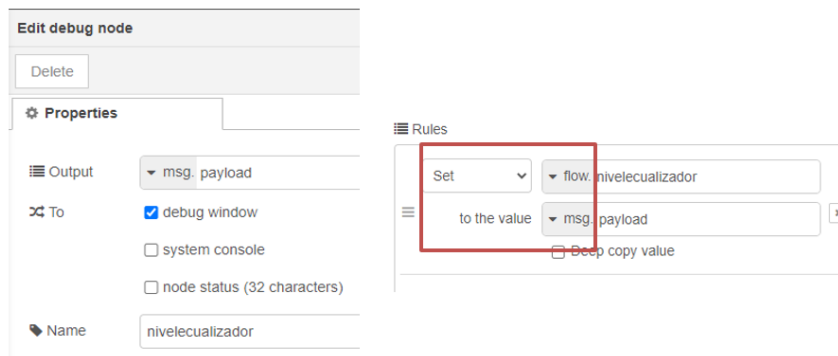 Edit debug node
Delete
Properties
Output
msg. payload
To
debug window
system console
node status (32 characters)
Name
nivelecualizador
Rules
Set
flow. nivelecualizador
to the value
msg. payload
Deep copy value